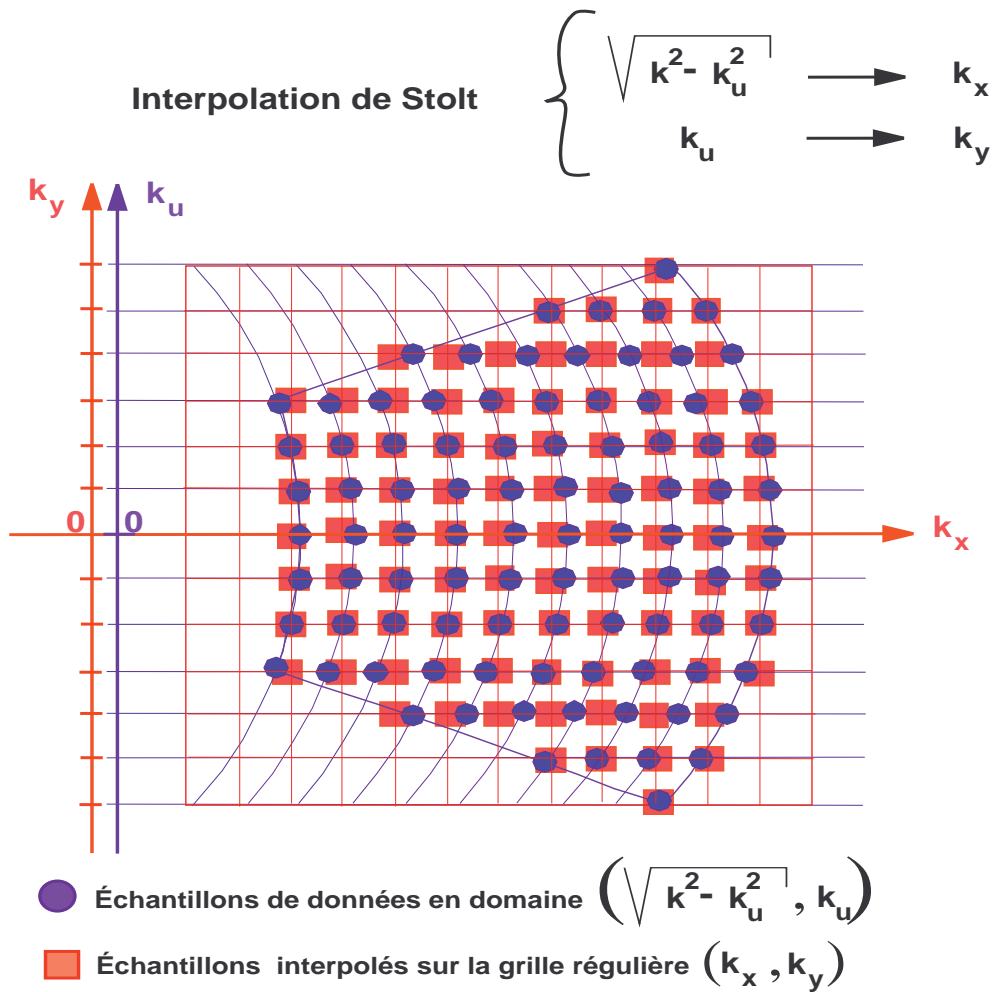 √(k² - k_u²) → k_x
Interpolation de Stolt
k_u → k_y
k_y k_u
0 0
k_x
Échantillons de données en domaine (√(k² - k_u²) , k_u)
Échantillons interpolés sur la grille régulière (k_x , k_y)